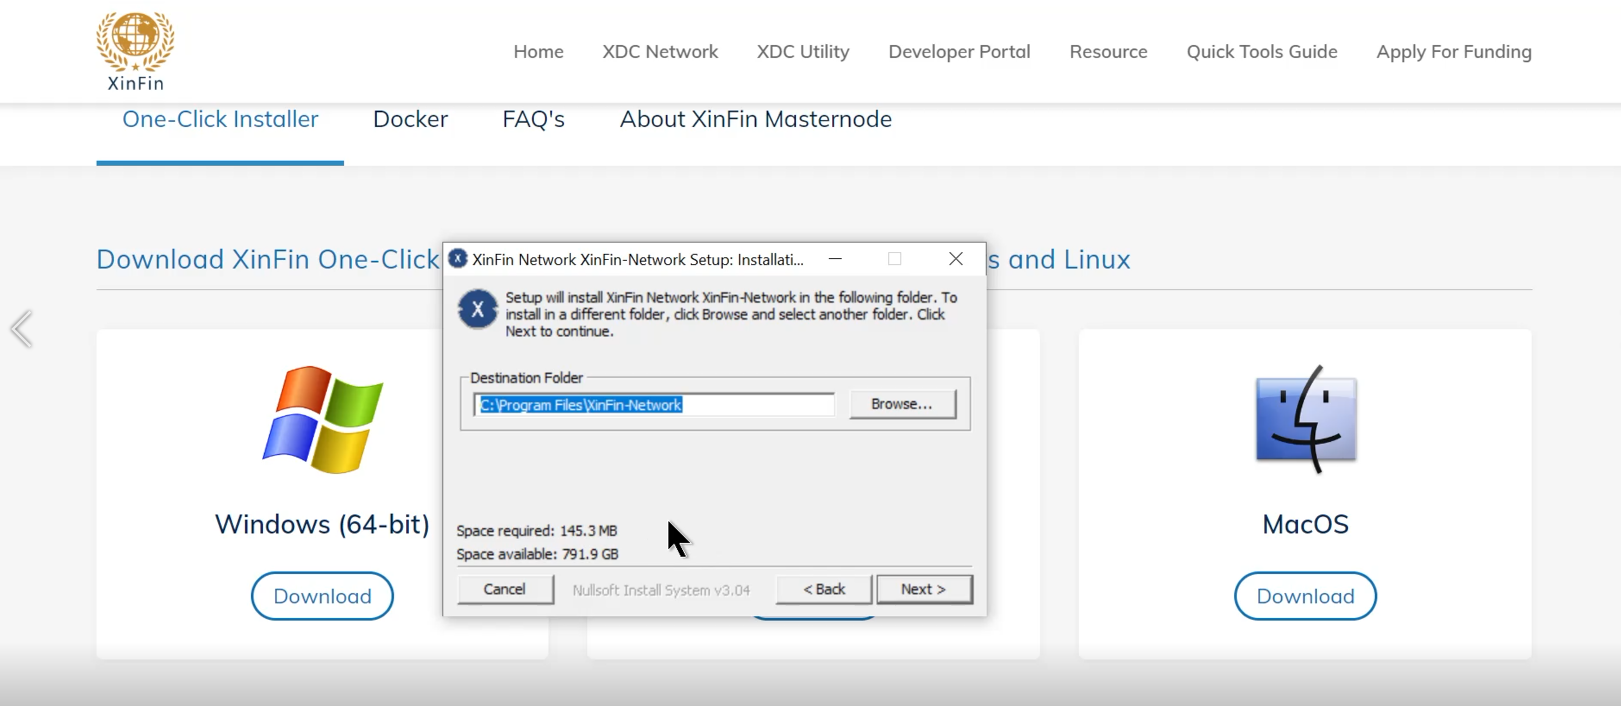 XinFin
Home XDC Network XDC Utility Developer Portal Resource Quick Tools Guide Apply For Funding
One-Click Installer Docker FAQ's About XinFin Masternode
Download XinFin One-Click
s and Linux
X XinFin Network XinFin-Network Setup: Installati...
X
Setup will install XinFin Network XinFin-Network in the following folder. To
install in a different folder, click Browse and select another folder. Click
Next to continue.
Destination Folder
C:\Program Files\XinFin-Network
Browse...
Space required: 145.3 MB
Space available: 791.9 GB
Cancel Nullsoft Install System v3.04 < Back Next >
Windows (64-bit)
Download
MacOS
Download